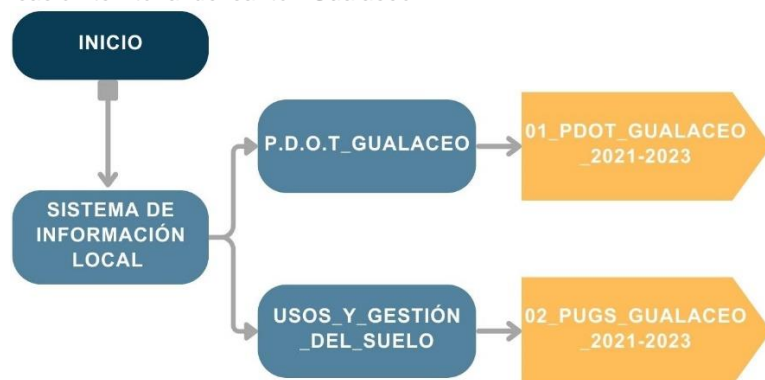 INICIO
P.D.O.T_GUALACEO
01_PDOT_GUALACEO
_2021-2023
SISTEMA DE
INFORMACIÓN
LOCAL
USOS_Y_GESTIÓN
_DEL_SUELO
02_PUGS_GUALACEO
_2021-2023